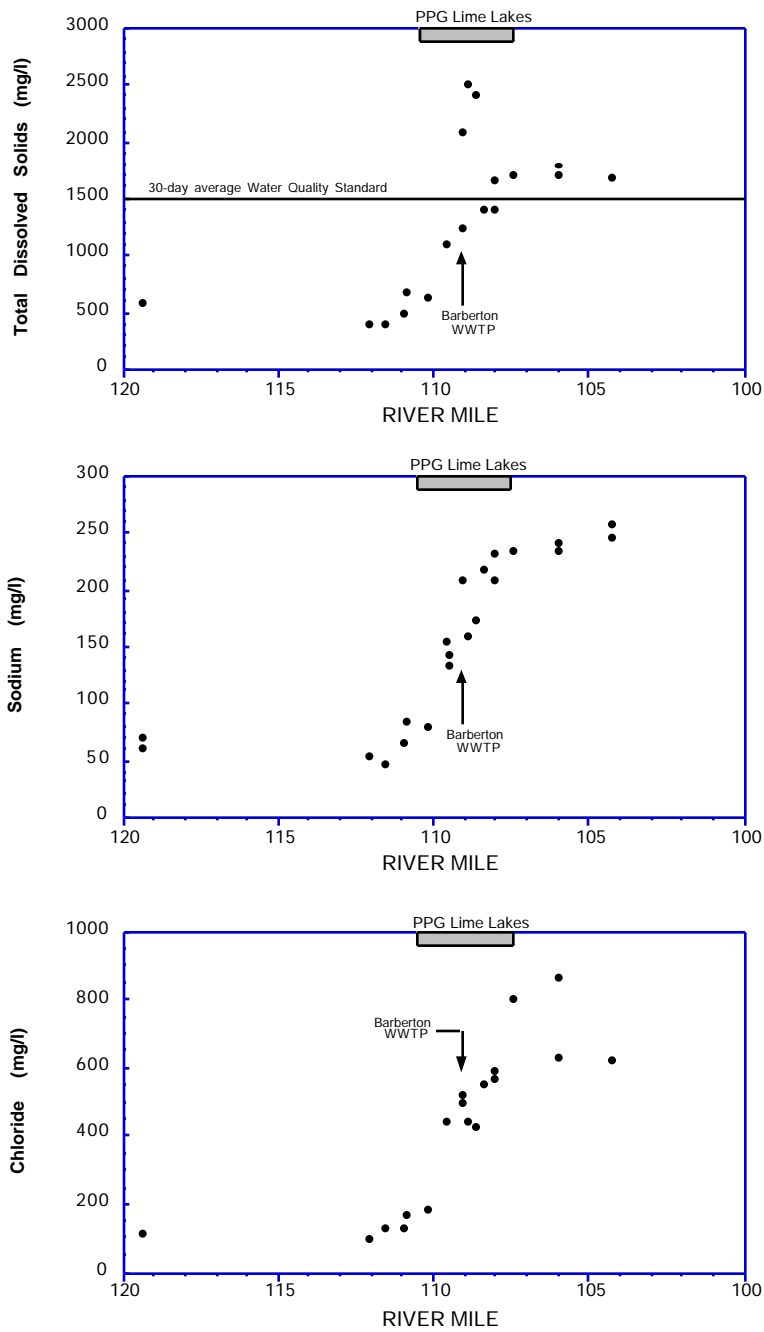 PPG Lime Lakes
Total Dissolved Solids (mg/l)
3000
2500
2000
1500
1000
500
0
30-day average Water Quality Standard
Barberton
WWTP
120 115 110 105 100
RIVER MILE
PPG Lime Lakes
Sodium (mg/l)
300
250
200
150
100
50
0
Barberton
WWTP
120 115 110 105 100
RIVER MILE
PPG Lime Lakes
Chloride (mg/l)
1000
800
600
400
200
0
Barberton
WWTP
120 115 110 105 100
RIVER MILE